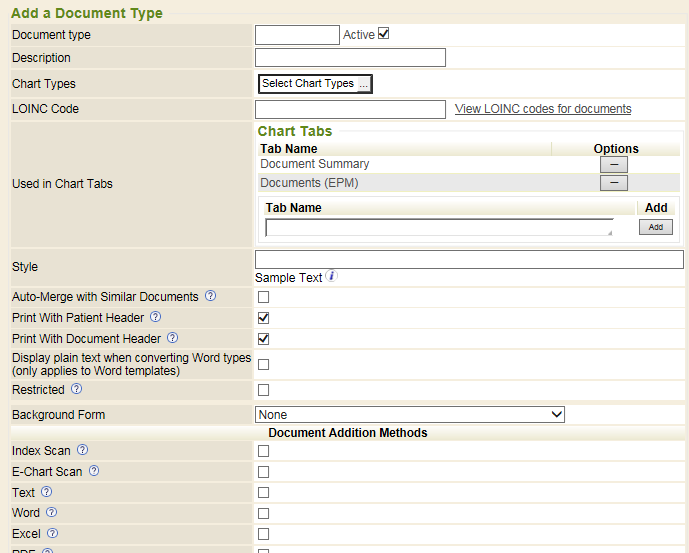 Add a Document Type
Document type Active
Description
Chart Types Select Chart Types ...
LOINC Code View LOINC codes for documents
Chart Tabs
Tab Name Options
Document Summary
Used in Chart Tabs Documents (EPM)
Tab Name Add
Add
Style
Sample Text
Auto-Merge with Similar Documents
Print With Patient Header
Print With Document Header
Display plain text when converting Word types
(only applies to Word templates)
Restricted
Background Form None
Document Addition Methods
Index Scan
E-Chart Scan
Text
Word
Excel
PDF